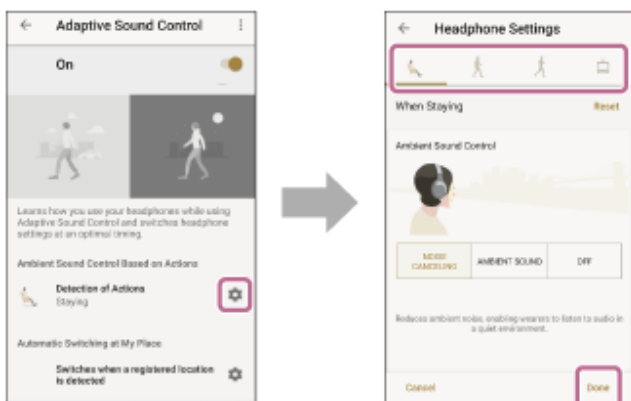 Adaptive Sound Control
On
Learns how you use your headphones while using
Adaptive Sound Control and switches headphone
settings at an optimal timing.
Ambient Sound Control Based on Actions
Detection of Actions
Staying
Automatic Switching at My Place
Switches when a registered location
is detected
Headphone Settings
When Staying
Reset
Ambient Sound Control
NOISE
CANCELING
AMBIENT SOUND
OFF
Reduces ambient noise, enabling wearers to listen to audio in
a quiet environment.
Cancel
Done